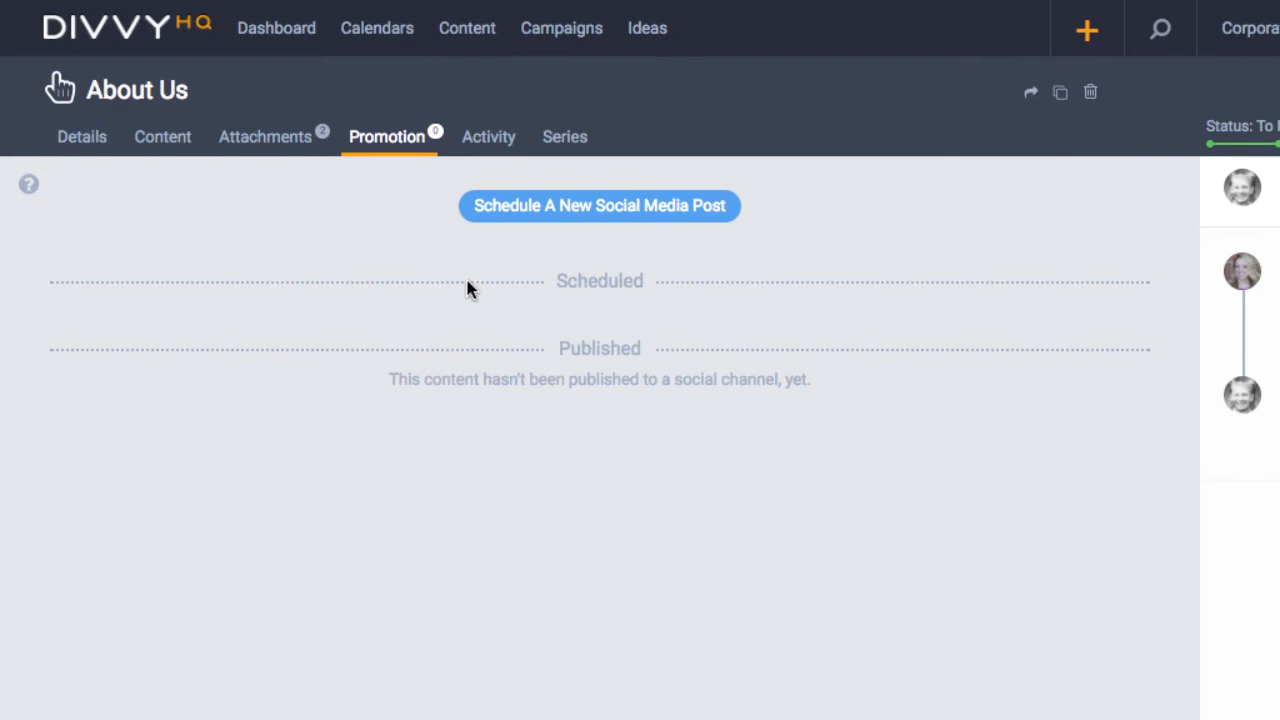 DIVVYHQ Dashboard Calendars Content Campaigns Ideas Corpora
About Us
Details Content Attachments 2 Promotion 0 Activity Series
Status: To
?
Schedule A New Social Media Post
Scheduled
Published
This content hasn't been published to a social channel, yet.